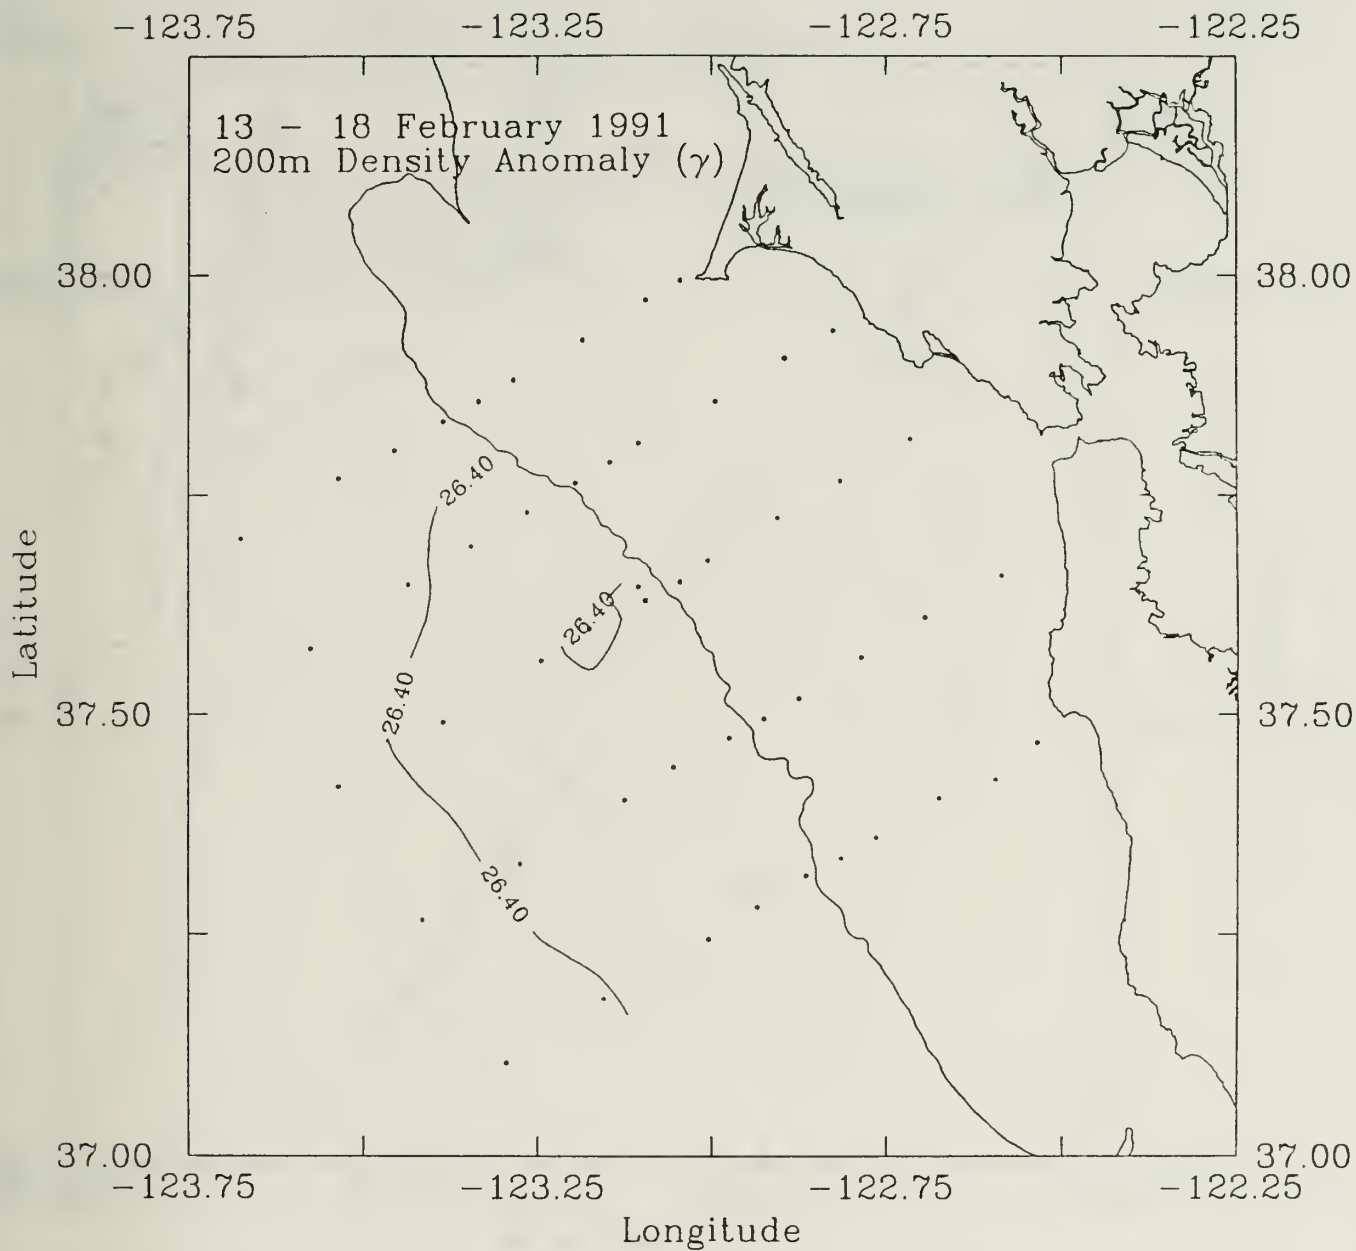 -123.75 -123.25 -122.75 -122.25
13 - 18 February 1991
200m Density Anomaly (γ)
38.00 38.00
26.40
26.40
Latitude
26.40
37.50 37.50
26.40
37.00 37.00
-123.75 -123.25 -122.75 -122.25
Longitude